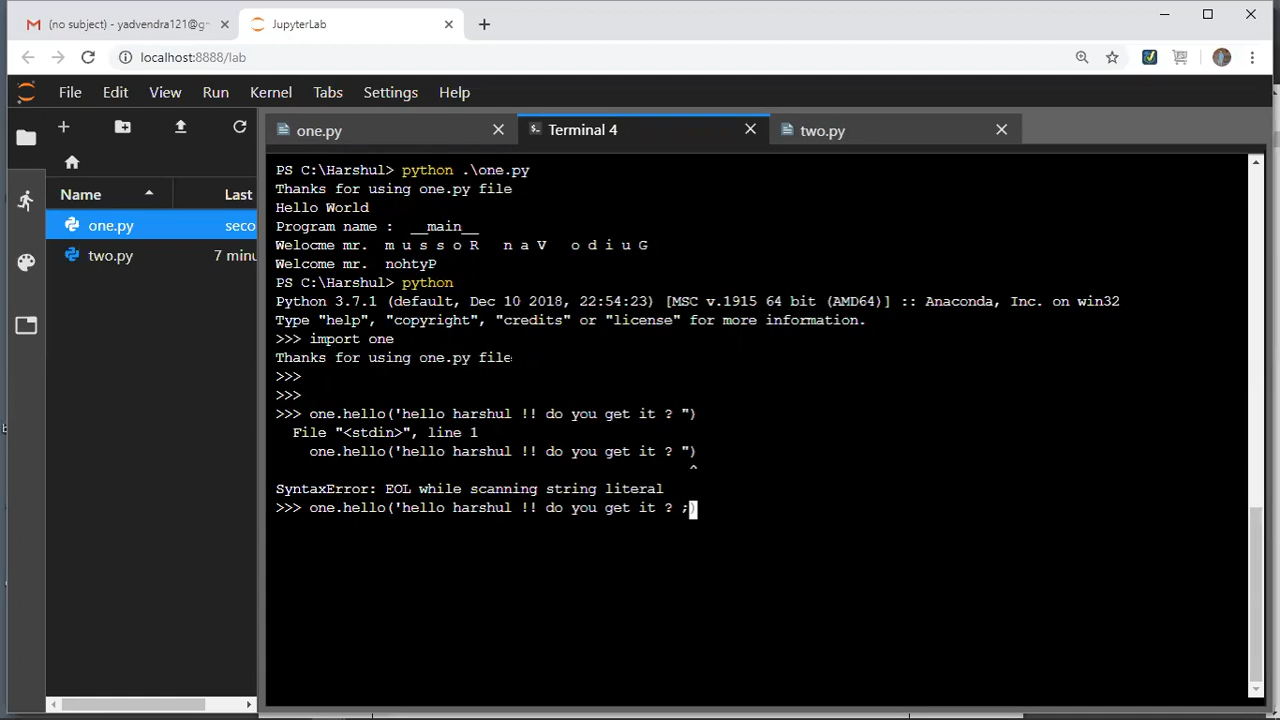 (no subject) - yadvendra121@g
JupyterLab
localhost:8888/lab
File Edit View Run Kernel Tabs Settings Help
one.py
Terminal 4
two.py
Name
Last
one.py
seco
two.py
7 minu
PS C:\Harshul> python .\one.py
Thanks for using one.py file
Hello World
Program name :  __main__
Welocme mr.  m u s s o R  n a V  o d i u G
Welcome mr.  nohtyP
PS C:\Harshul> python
Python 3.7.1 (default, Dec 10 2018, 22:54:23) [MSC v.1915 64 bit (AMD64)] :: Anaconda, Inc. on win32
Type "help", "copyright", "credits" or "license" for more information.
>>> import one
Thanks for using one.py file
>>>
>>>
>>> one.hello('hello harshul !! do you get it ? ")
File "<stdin>", line 1
one.hello('hello harshul !! do you get it ? ")
^
SyntaxError: EOL while scanning string literal
>>> one.hello('hello harshul !! do you get it ? ;)